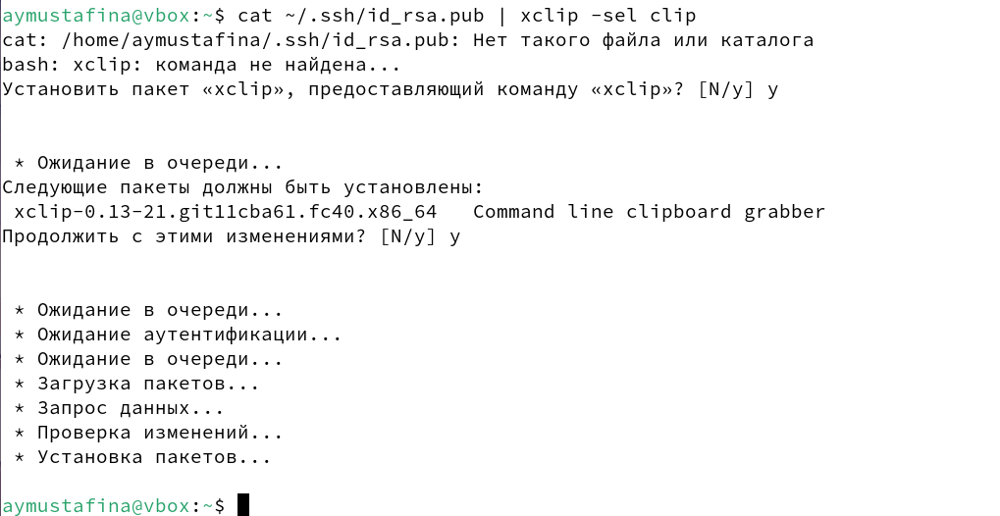 aymustafina@vbox:~$ cat ~/.ssh/id_rsa.pub | xclip -sel clip
cat: /home/aymustafina/.ssh/id_rsa.pub: Нет такого файла или каталога
bash: xclip: команда не найдена...
Установить пакет «xclip», предоставляющий команду «xclip»? [N/y] y
* Ожидание в очереди...
Следующие пакеты должны быть установлены:
xclip-0.13-21.git11cba61.fc40.x86_64   Command line clipboard grabber
Продолжить с этими изменениями? [N/y] y
* Ожидание в очереди...
* Ожидание аутентификации...
* Ожидание в очереди...
* Загрузка пакетов...
* Запрос данных...
* Проверка изменений...
* Установка пакетов...
aymustafina@vbox:~$